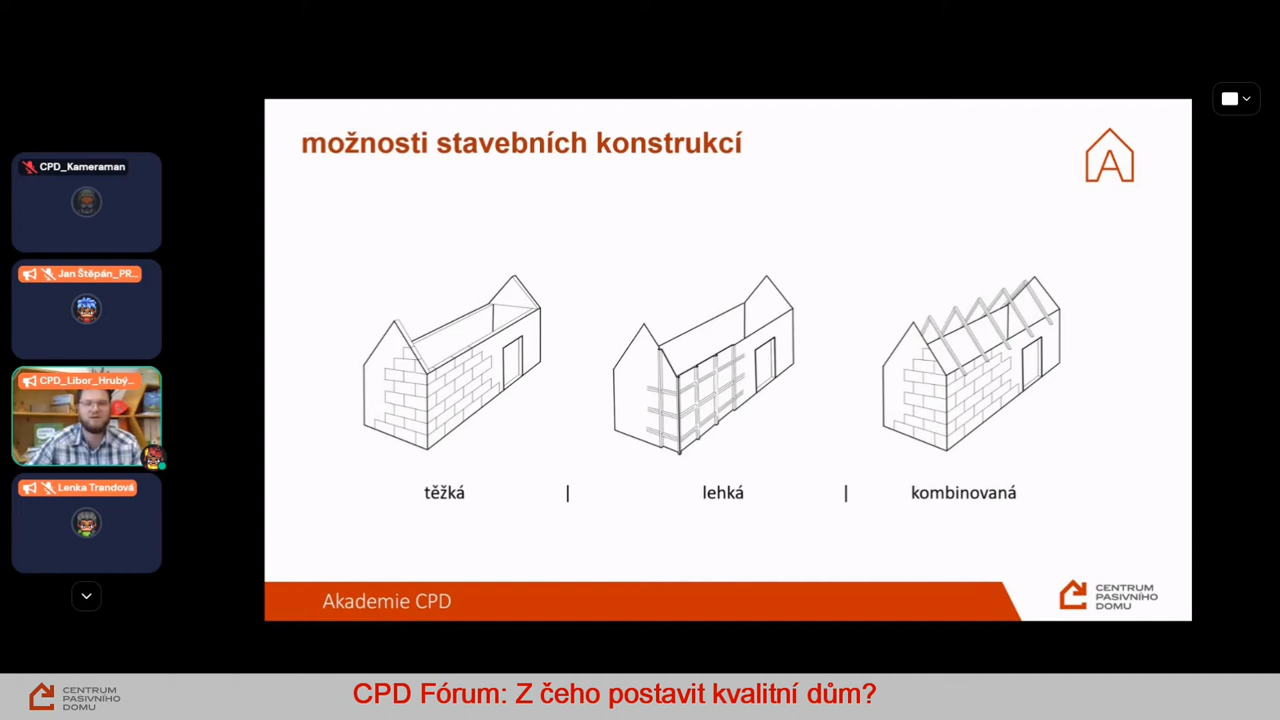 CPD_Kameraman
Jan Štěpán_PR...
CPD_Libor_Hrubý...
Lenka Trandová
možnosti stavebních konstrukcí
A
těžká | lehká | kombinovaná
Akademie CPD
CENTRUM
PASIVNÍHO
DOMU
CENTRUM
PASIVNÍHO
DOMU
CPD Fórum: Z čeho postavit kvalitní dům?